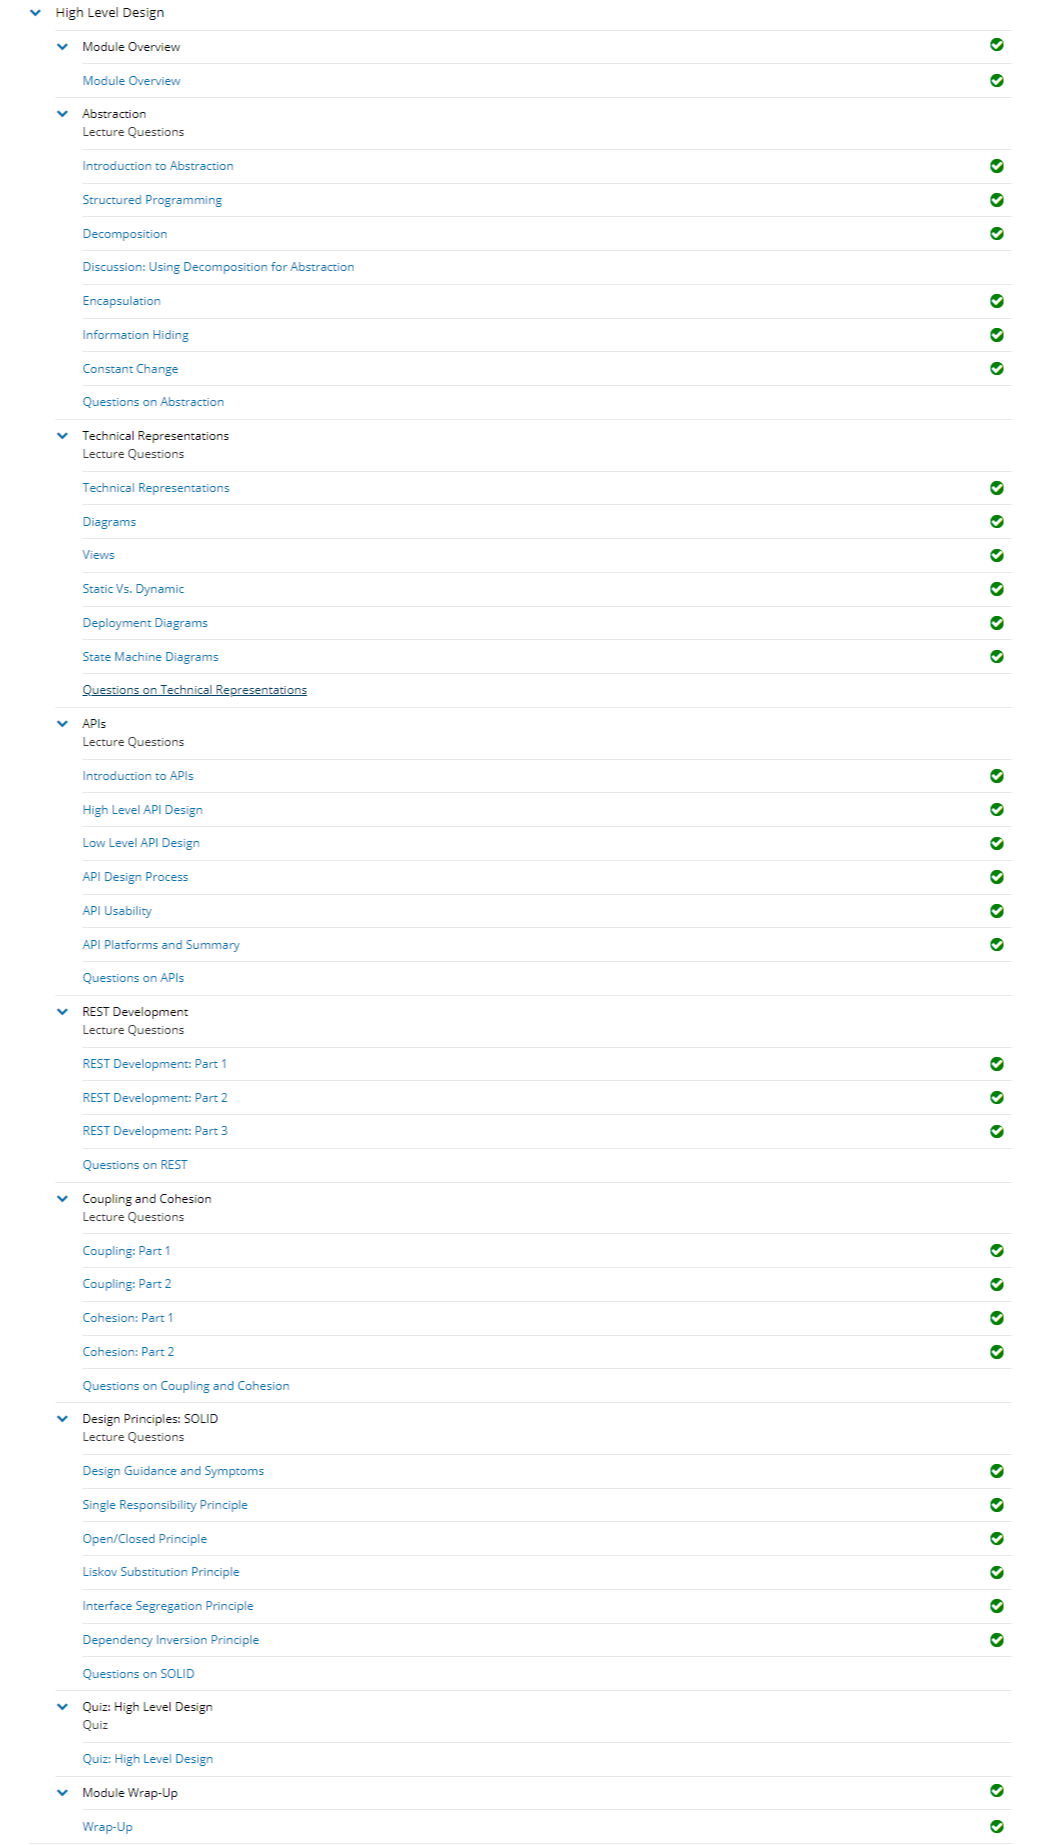 High Level Design
Module Overview
Module Overview
Abstraction
Lecture Questions
Introduction to Abstraction
Structured Programming
Decomposition
Discussion: Using Decomposition for Abstraction
Encapsulation
Information Hiding
Constant Change
Questions on Abstraction
Technical Representations
Lecture Questions
Technical Representations
Diagrams
Views
Static Vs. Dynamic
Deployment Diagrams
State Machine Diagrams
Questions on Technical Representations
APIs
Lecture Questions
Introduction to APIs
High Level API Design
Low Level API Design
API Design Process
API Usability
API Platforms and Summary
Questions on APIs
REST Development
Lecture Questions
REST Development: Part 1
REST Development: Part 2
REST Development: Part 3
Questions on REST
Coupling and Cohesion
Lecture Questions
Coupling: Part 1
Coupling: Part 2
Cohesion: Part 1
Cohesion: Part 2
Questions on Coupling and Cohesion
Design Principles: SOLID
Lecture Questions
Design Guidance and Symptoms
Single Responsibility Principle
Open/Closed Principle
Liskov Substitution Principle
Interface Segregation Principle
Dependency Inversion Principle
Questions on SOLID
Quiz: High Level Design
Quiz
Quiz: High Level Design
Module Wrap-Up
Wrap-Up